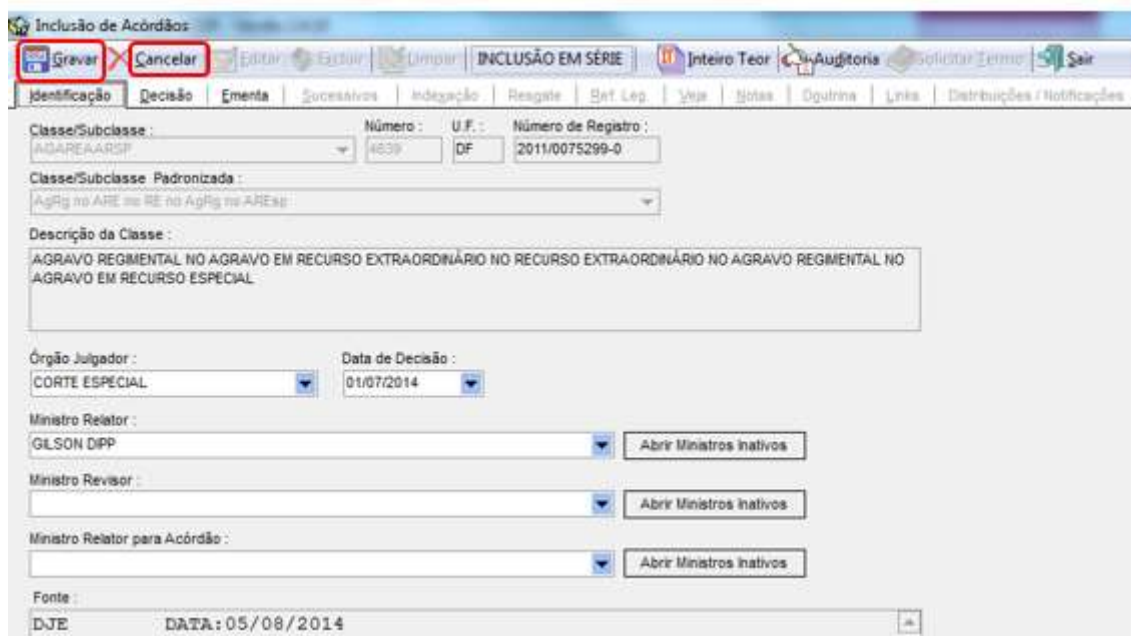 Inclusão de Acórdãos
Gravar Cancelar Editar Excluir Limpar INCLUSÃO EM SÉRIE Inteiro Teor Auditoria Solicitar Termo Sair
Identificação Decisão Ementa Sucessivos Indexação Resgate Ref. Leg. Veja Notas Doutrina Links Distribuições / Notificações
Classe/Subclasse : Número : U.F. : Número de Registro :
AGAREAARSP 4639 DF 2011/0075299-0
Classe/Subclasse Padronizada :
AgRg no ARE no RE no AgRg no AREsp
Descrição da Classe :
AGRAVO REGIMENTAL NO AGRAVO EM RECURSO EXTRAORDINÁRIO NO RECURSO EXTRAORDINÁRIO NO AGRAVO REGIMENTAL NO
AGRAVO EM RECURSO ESPECIAL
Órgão Julgador : Data de Decisão :
CORTE ESPECIAL 01/07/2014
Ministro Relator :
GILSON DIPP Abrir Ministros Inativos
Ministro Revisor :
Abrir Ministros Inativos
Ministro Relator para Acórdão :
Abrir Ministros Inativos
Fonte :
DJE DATA:05/08/2014